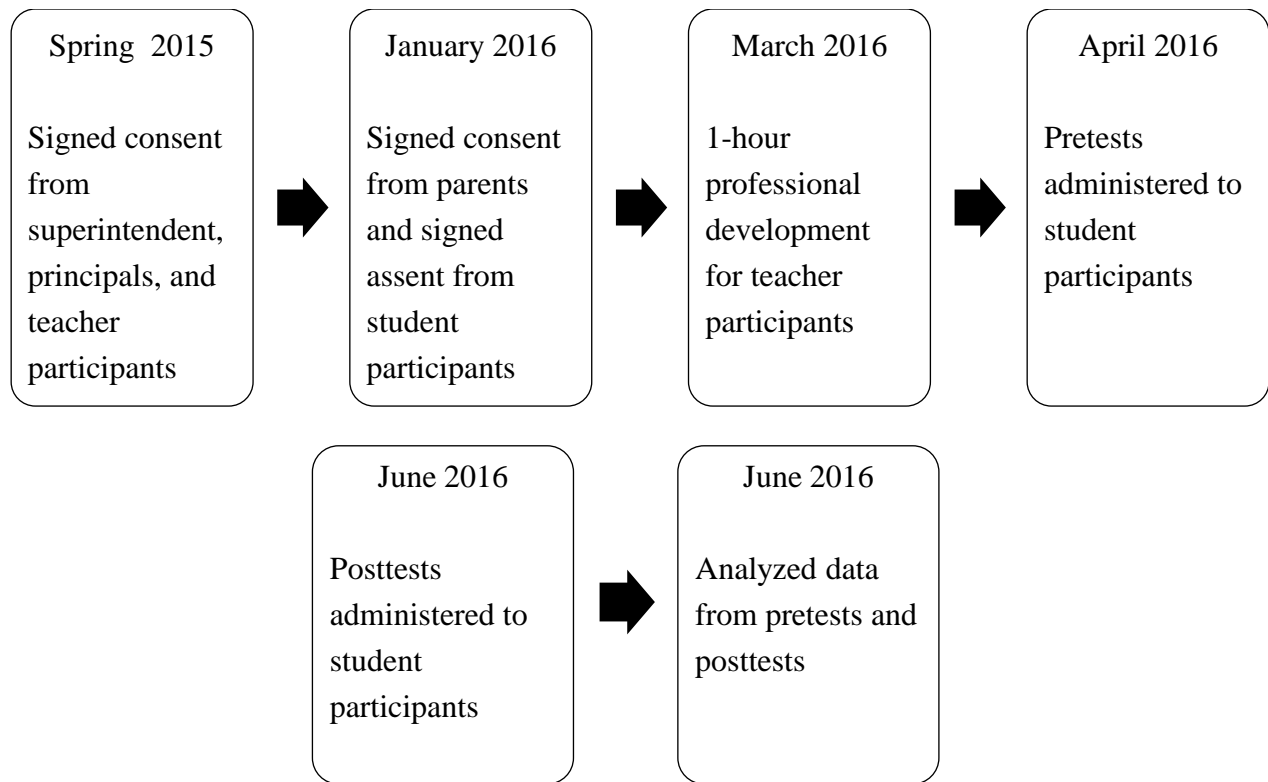 Spring 2015
Signed consent
from
superintendent,
principals, and
teacher
participants
January 2016
Signed consent
from parents
and signed
assent from
student
participants
March 2016
1-hour
professional
development
for teacher
participants
April 2016
Pretests
administered to
student
participants
June 2016
Posttests
administered to
student
participants
June 2016
Analyzed data
from pretests and
posttests